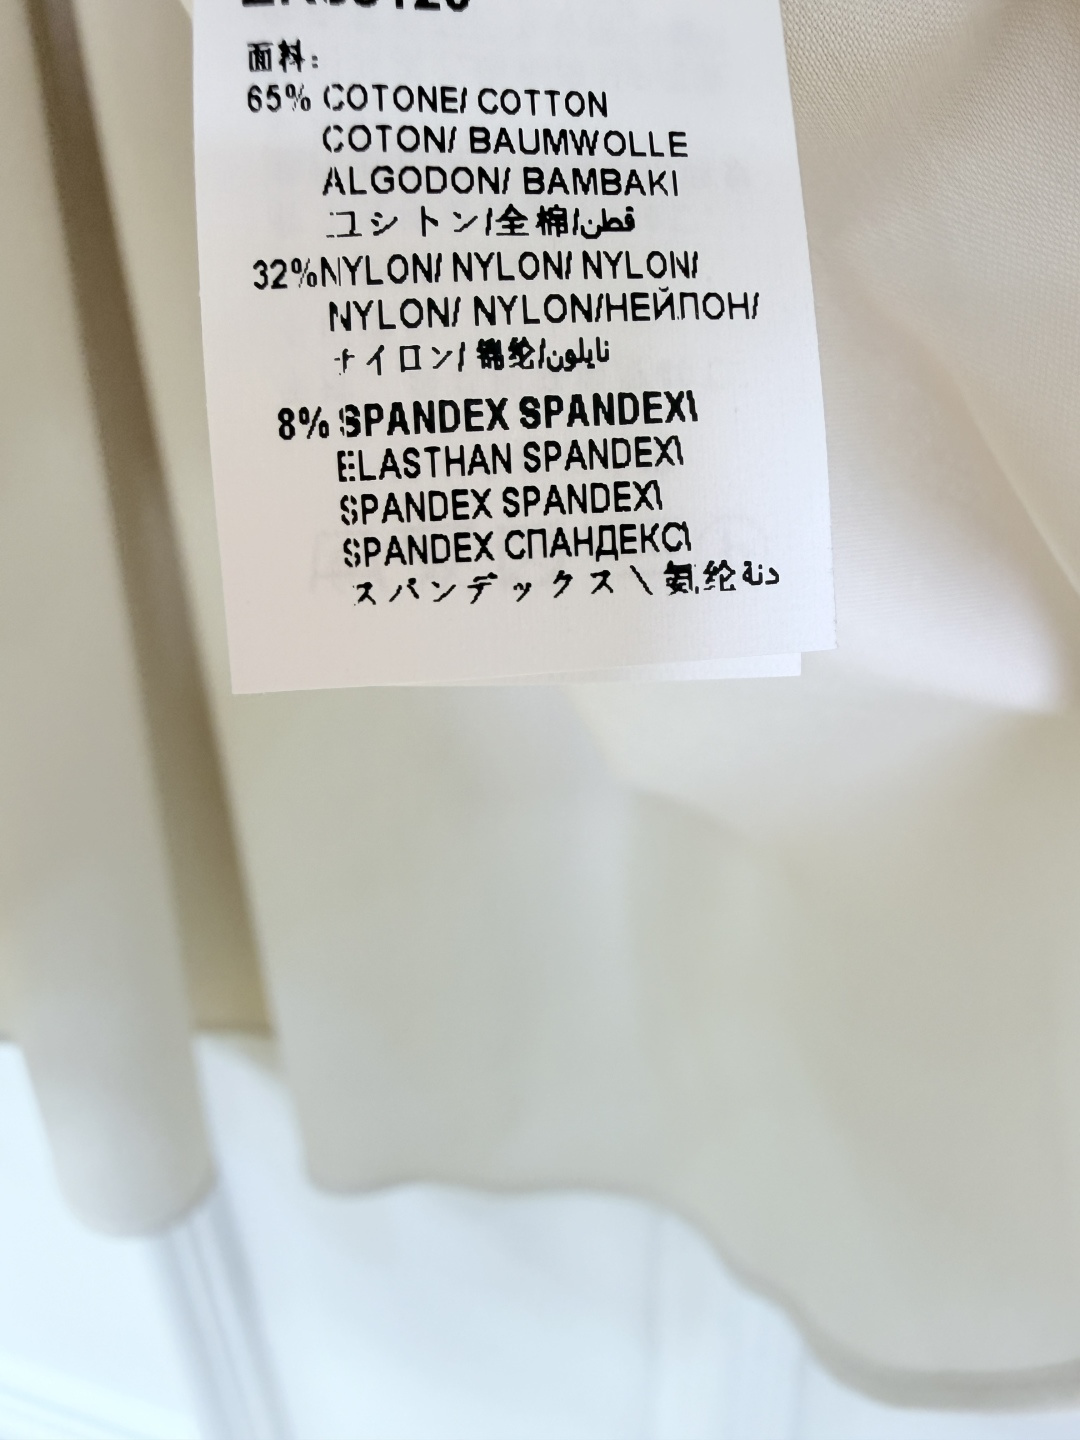 面料:
65% COTONE/ COTTON
COTON/ BAUMWOLLE
ALGODON/ BAMBAKI
コシトン/全棉/قطن
32%NYLON/ NYLON/ NYLON/
NYLON/ NYLON/НЕЙПОН/
ナイロン/ 锦纶/نايلون
8% SPANDEX SPANDEX\
ELASTHAN SPANDEX\
SPANDEX SPANDEX\
SPANDEX СПАНДЕКС\
スパンデックス \ 氨纶